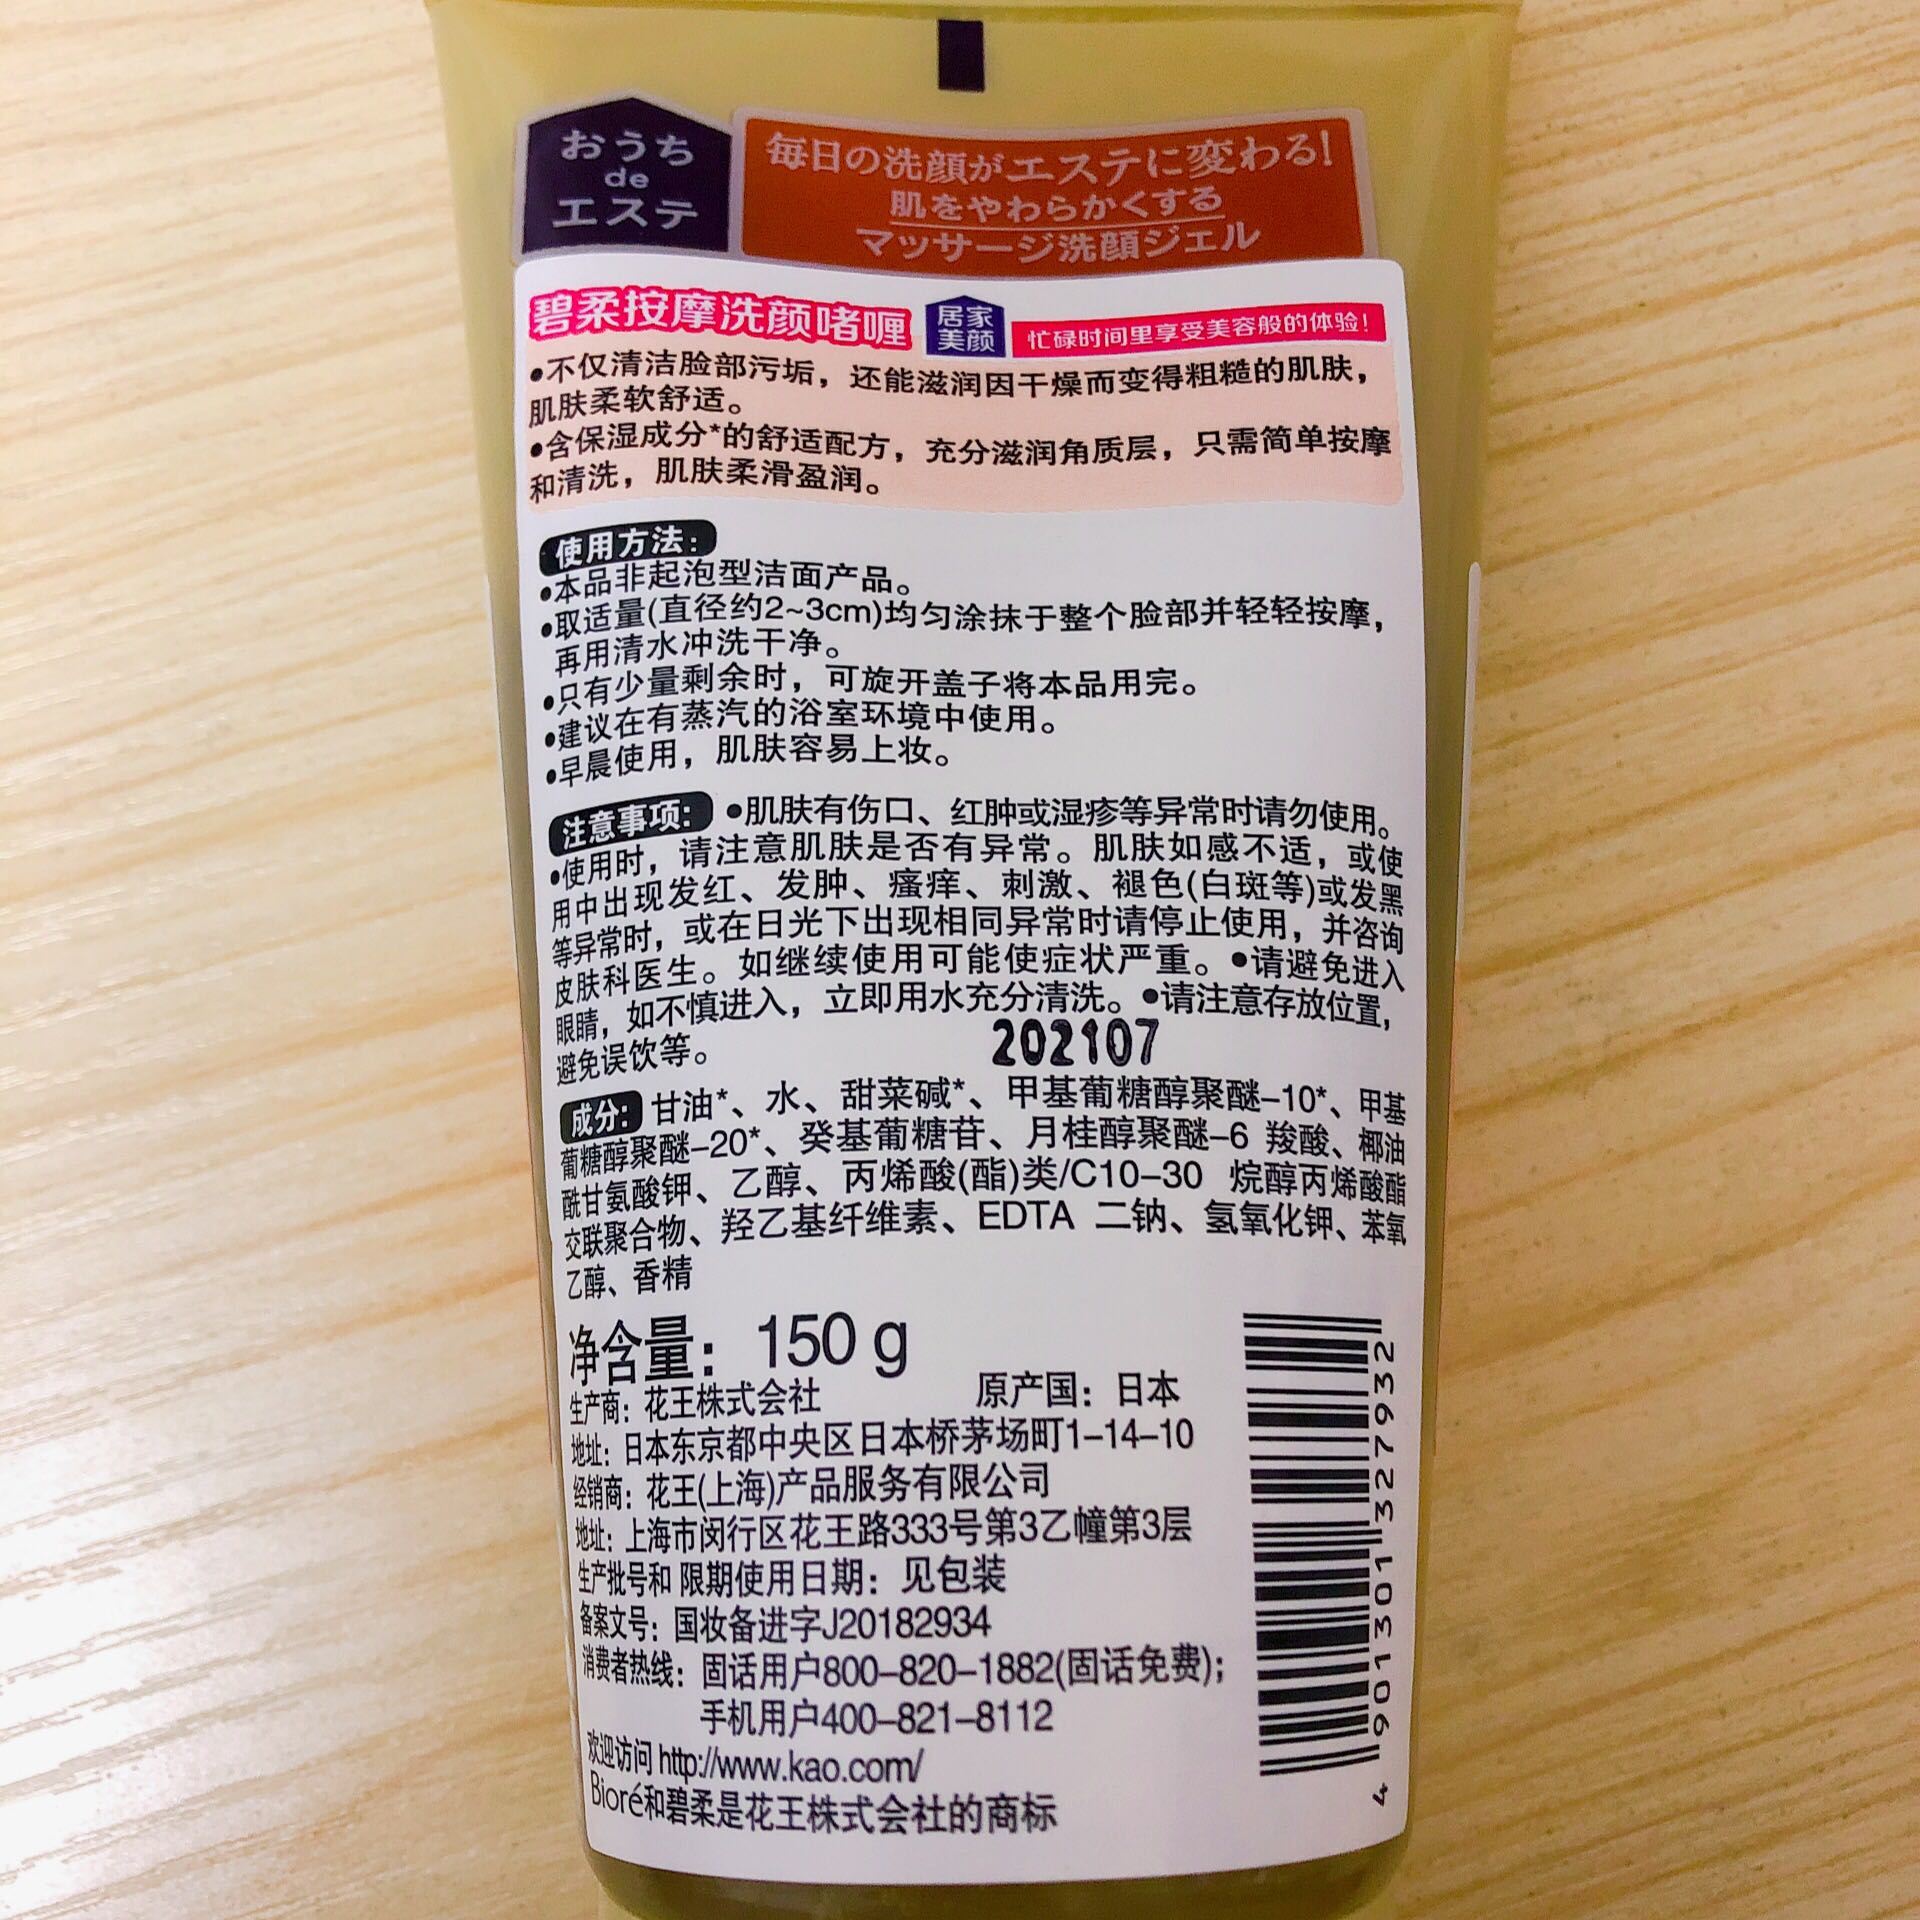 おうち
de
エステ
毎日の洗顔がエステに変わる!
肌をやわらかくする
マッサージ洗顔ジェル
碧柔按摩洗颜啫喱
居家
美颜
忙碌时间里享受美容般的体验!
●不仅清洁脸部污垢，还能滋润因干燥而变得粗糙的肌肤，
肌肤柔软舒适。
●含保湿成分*的舒适配方，充分滋润角质层，只需简单按摩
和清洗，肌肤柔滑盈润。
使用方法：
●本品非起泡型洁面产品。
●取适量(直径约2~3cm)均匀涂抹于整个脸部并轻轻按摩，
再用清水冲洗干净。
●只有少量剩余时，可旋开盖子将本品用完。
●建议在有蒸汽的浴室环境中使用。
●早晨使用，肌肤容易上妆。
注意事项： ●肌肤有伤口、红肿或湿疹等异常时请勿使用。
●使用时，请注意肌肤是否有异常。肌肤如感不适，或使
用中出现发红、发肿、瘙痒、刺激、褪色(白斑等)或发黑
等异常时，或在日光下出现相同异常时请停止使用，并咨询
皮肤科医生。如继续使用可能使症状严重。●请避免进入
眼睛，如不慎进入，立即用水充分清洗。●请注意存放位置，
避免误饮等。
202107
成分： 甘油*、水、甜菜碱*、甲基葡糖醇聚醚-10*、甲基
葡糖醇聚醚-20*、癸基葡糖苷、月桂醇聚醚-6 羧酸、椰油
酰甘氨酸钾、乙醇、丙烯酸(酯)类/C10-30 烷醇丙烯酸酯
交联聚合物、羟乙基纤维素、EDTA 二钠、氢氧化钾、苯氧
乙醇、香精
净含量： 150 g
生产商：花王株式会社 原产国：日本
地址：日本东京都中央区日本桥茅场町1-14-10
经销商：花王(上海)产品服务有限公司
地址：上海市闵行区花王路333号第3乙幢第3层
生产批号和 限期使用日期：见包装
备案文号：国妆备进字J20182934
消费者热线：固话用户800-820-1882(固话免费)；
手机用户400-821-8112
欢迎访问 http://www.kao.com/
Bioré和碧柔是花王株式会社的商标
4 901301 327932